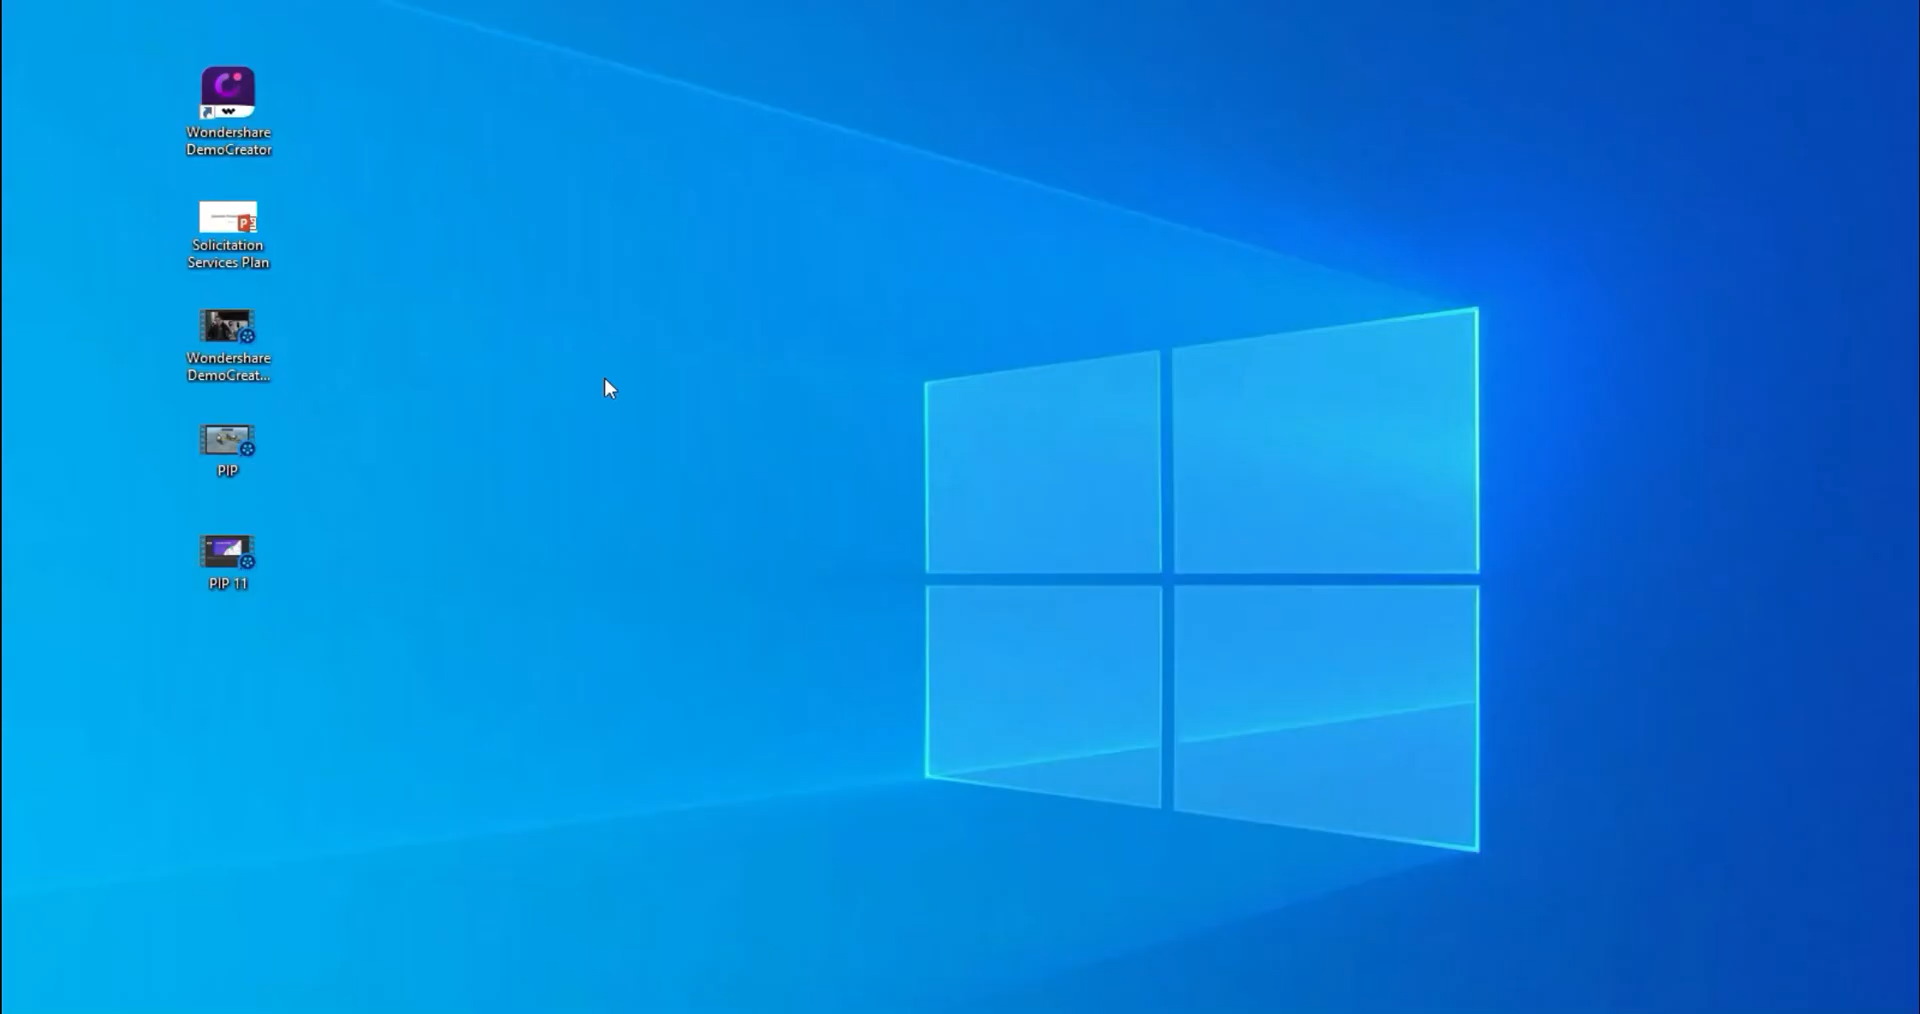 Wondershare
DemoCreator
Solicitation
Services Plan
Wondershare
DemoCreat...
PIP
PIP 11